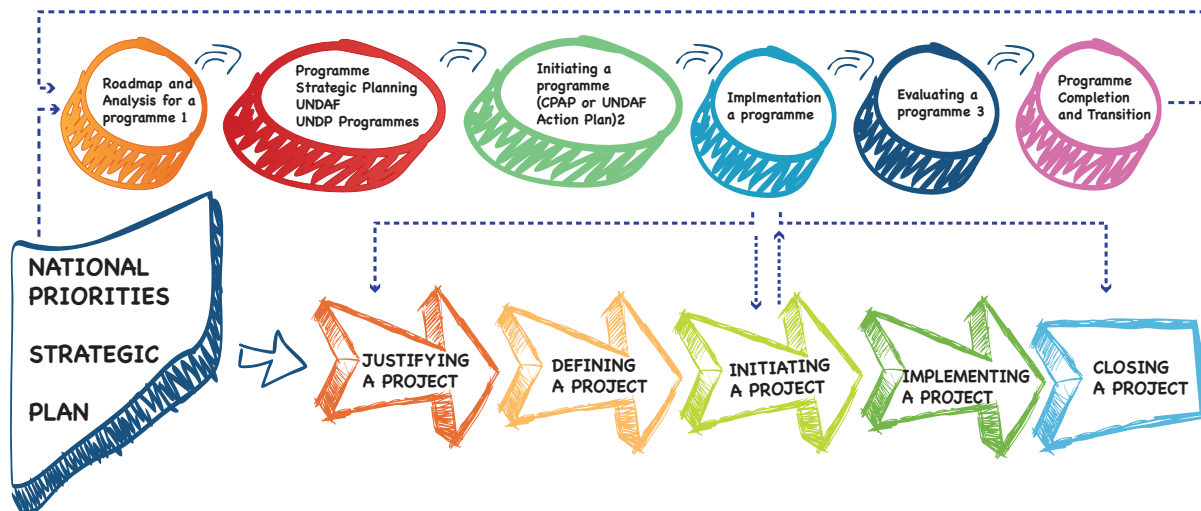 Roadmap and
Analysis for a
programme 1
Programme
Strategic Planning
UNDAF
UNDP Programmes
Initiating a
programme
(CPAP or UNDAF
Action Plan)2
Implmentation
a programme
Evaluating a
programme 3
Programme
Completion
and Transition
NATIONAL
PRIORITIES
STRATEGIC
PLAN
JUSTIFYING
A PROJECT
DEFINING
A PROJECT
INITIATING
A PROJECT
IMPLEMENTING
A PROJECT
CLOSING
A PROJECT